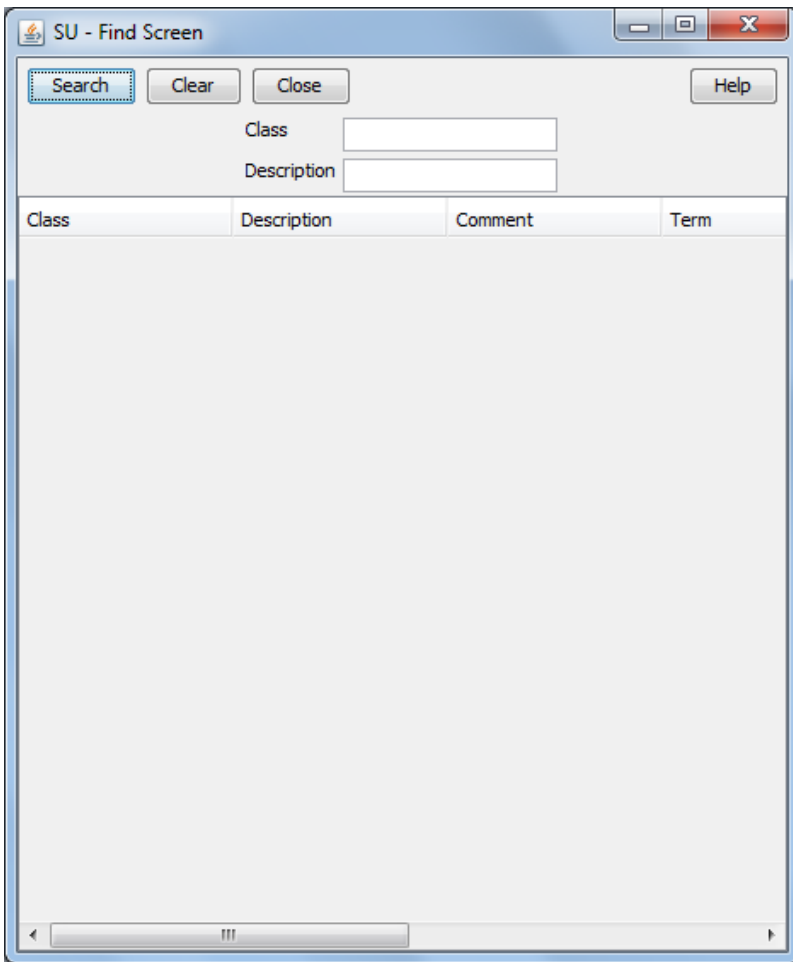 SU - Find Screen
Search Clear Close Help
Class
Description
Class Description Comment Term